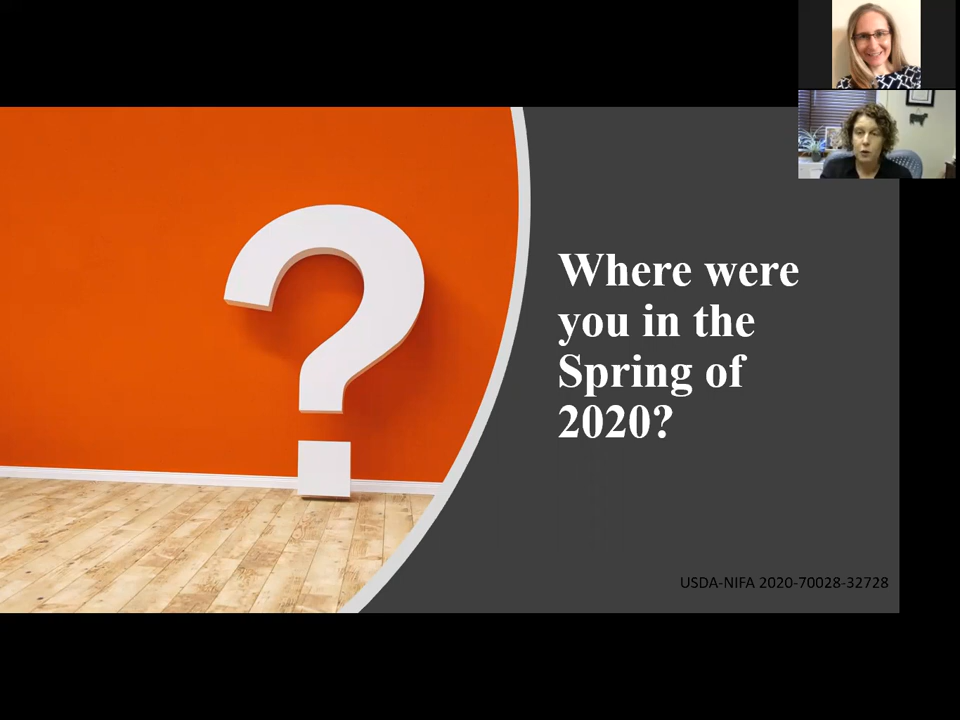 Where were
you in the
Spring of
2020?
USDA-NIFA 2020-70028-32728